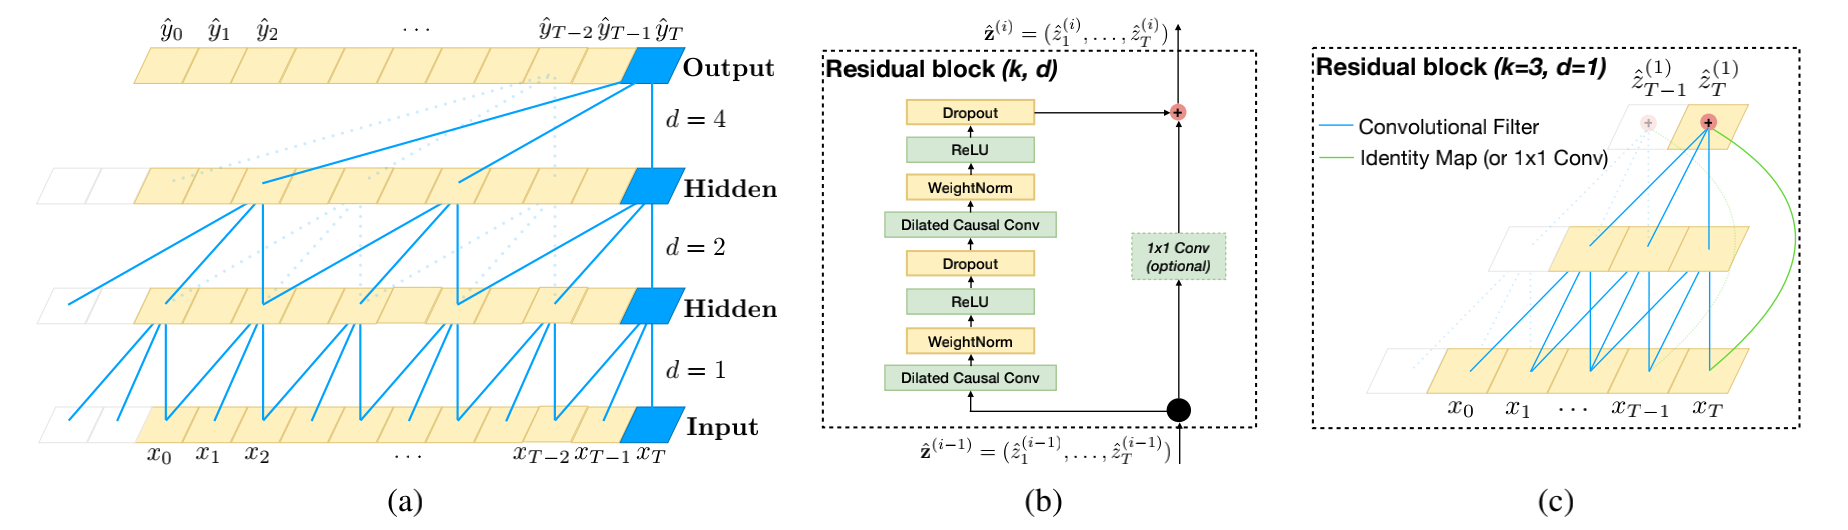 ŷ0 ŷ1 ŷ2 ... ŷT−2 ŷT−1 ŷT
Output
d = 4
Hidden
d = 2
Hidden
d = 1
Input
x0 x1 x2 ... xT−2 xT−1 xT
(a)
ẑ(i) = (ẑ1(i), . . . , ẑT(i))
Residual block (k, d)
Dropout
+
ReLU
WeightNorm
Dilated Causal Conv
Dropout
1x1 Conv
(optional)
ReLU
WeightNorm
Dilated Causal Conv
ẑ(i−1) = (ẑ1(i−1), . . . , ẑT(i−1))
(b)
Residual block (k=3, d=1)
ẑT−1(1) ẑT(1)
+ +
Convolutional Filter
Identity Map (or 1x1 Conv)
x0 x1 ... xT−1 xT
(c)